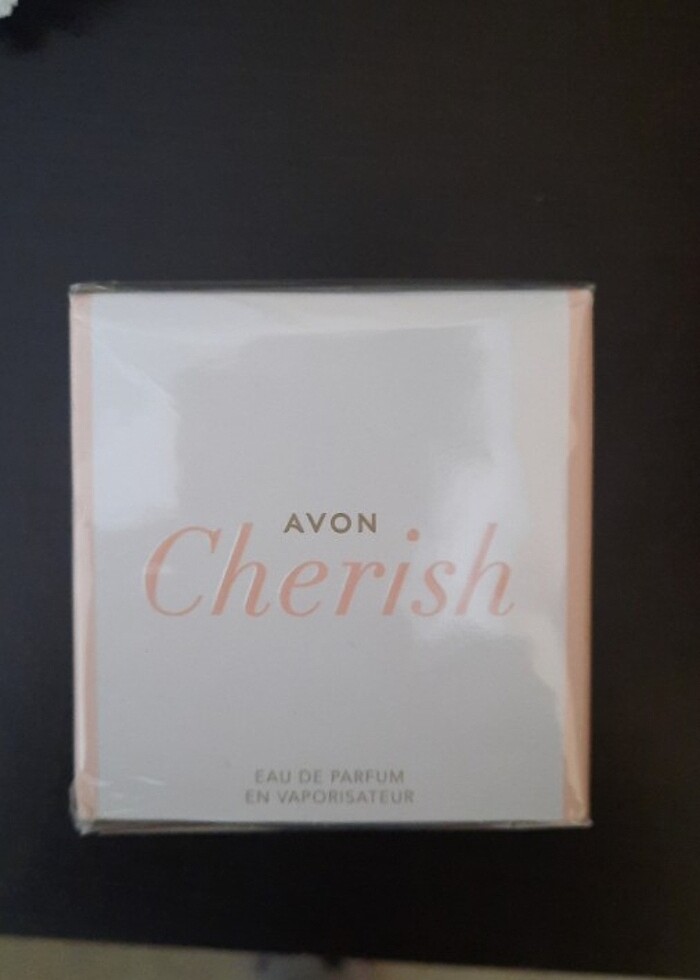 AVON
Cherish
EAU DE PARFUM
EN VAPORISATEUR